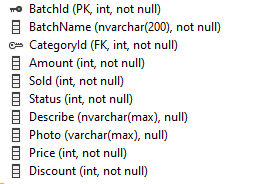 BatchId (PK, int, not null)
BatchName (nvarchar(200), not null)
CategoryId (FK, int, not null)
Amount (int, not null)
Sold (int, not null)
Status (int, not null)
Describe (nvarchar(max), null)
Photo (varchar(max), null)
Price (int, not null)
Discount (int, not null)